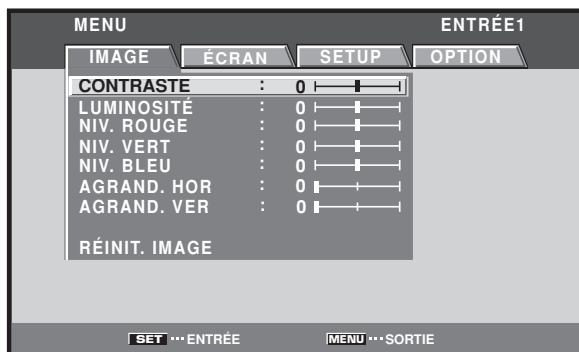 MENU ENTRÉE1
IMAGE ÉCRAN SETUP OPTION
CONTRASTE : 0
LUMINOSITÉ : 0
NIV. ROUGE : 0
NIV. VERT : 0
NIV. BLEU : 0
AGRAND. HOR : 0
AGRAND. VER : 0
RÉINIT. IMAGE
SET ··· ENTRÉE MENU ··· SORTIE